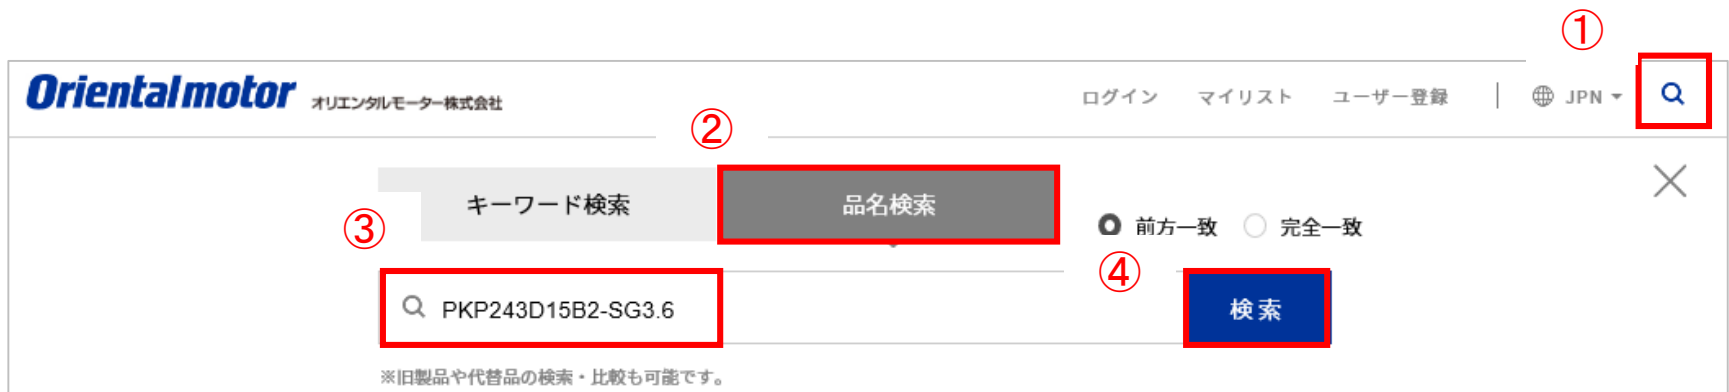 ①
Orientalmotor オリエンタルモーター株式会社 ログイン マイリスト ユーザー登録 JPN
②
キーワード検索 品名検索
③ 前方一致 完全一致
④
PKP243D15B2-SG3.6 検索
※旧製品や代替品の検索・比較も可能です。